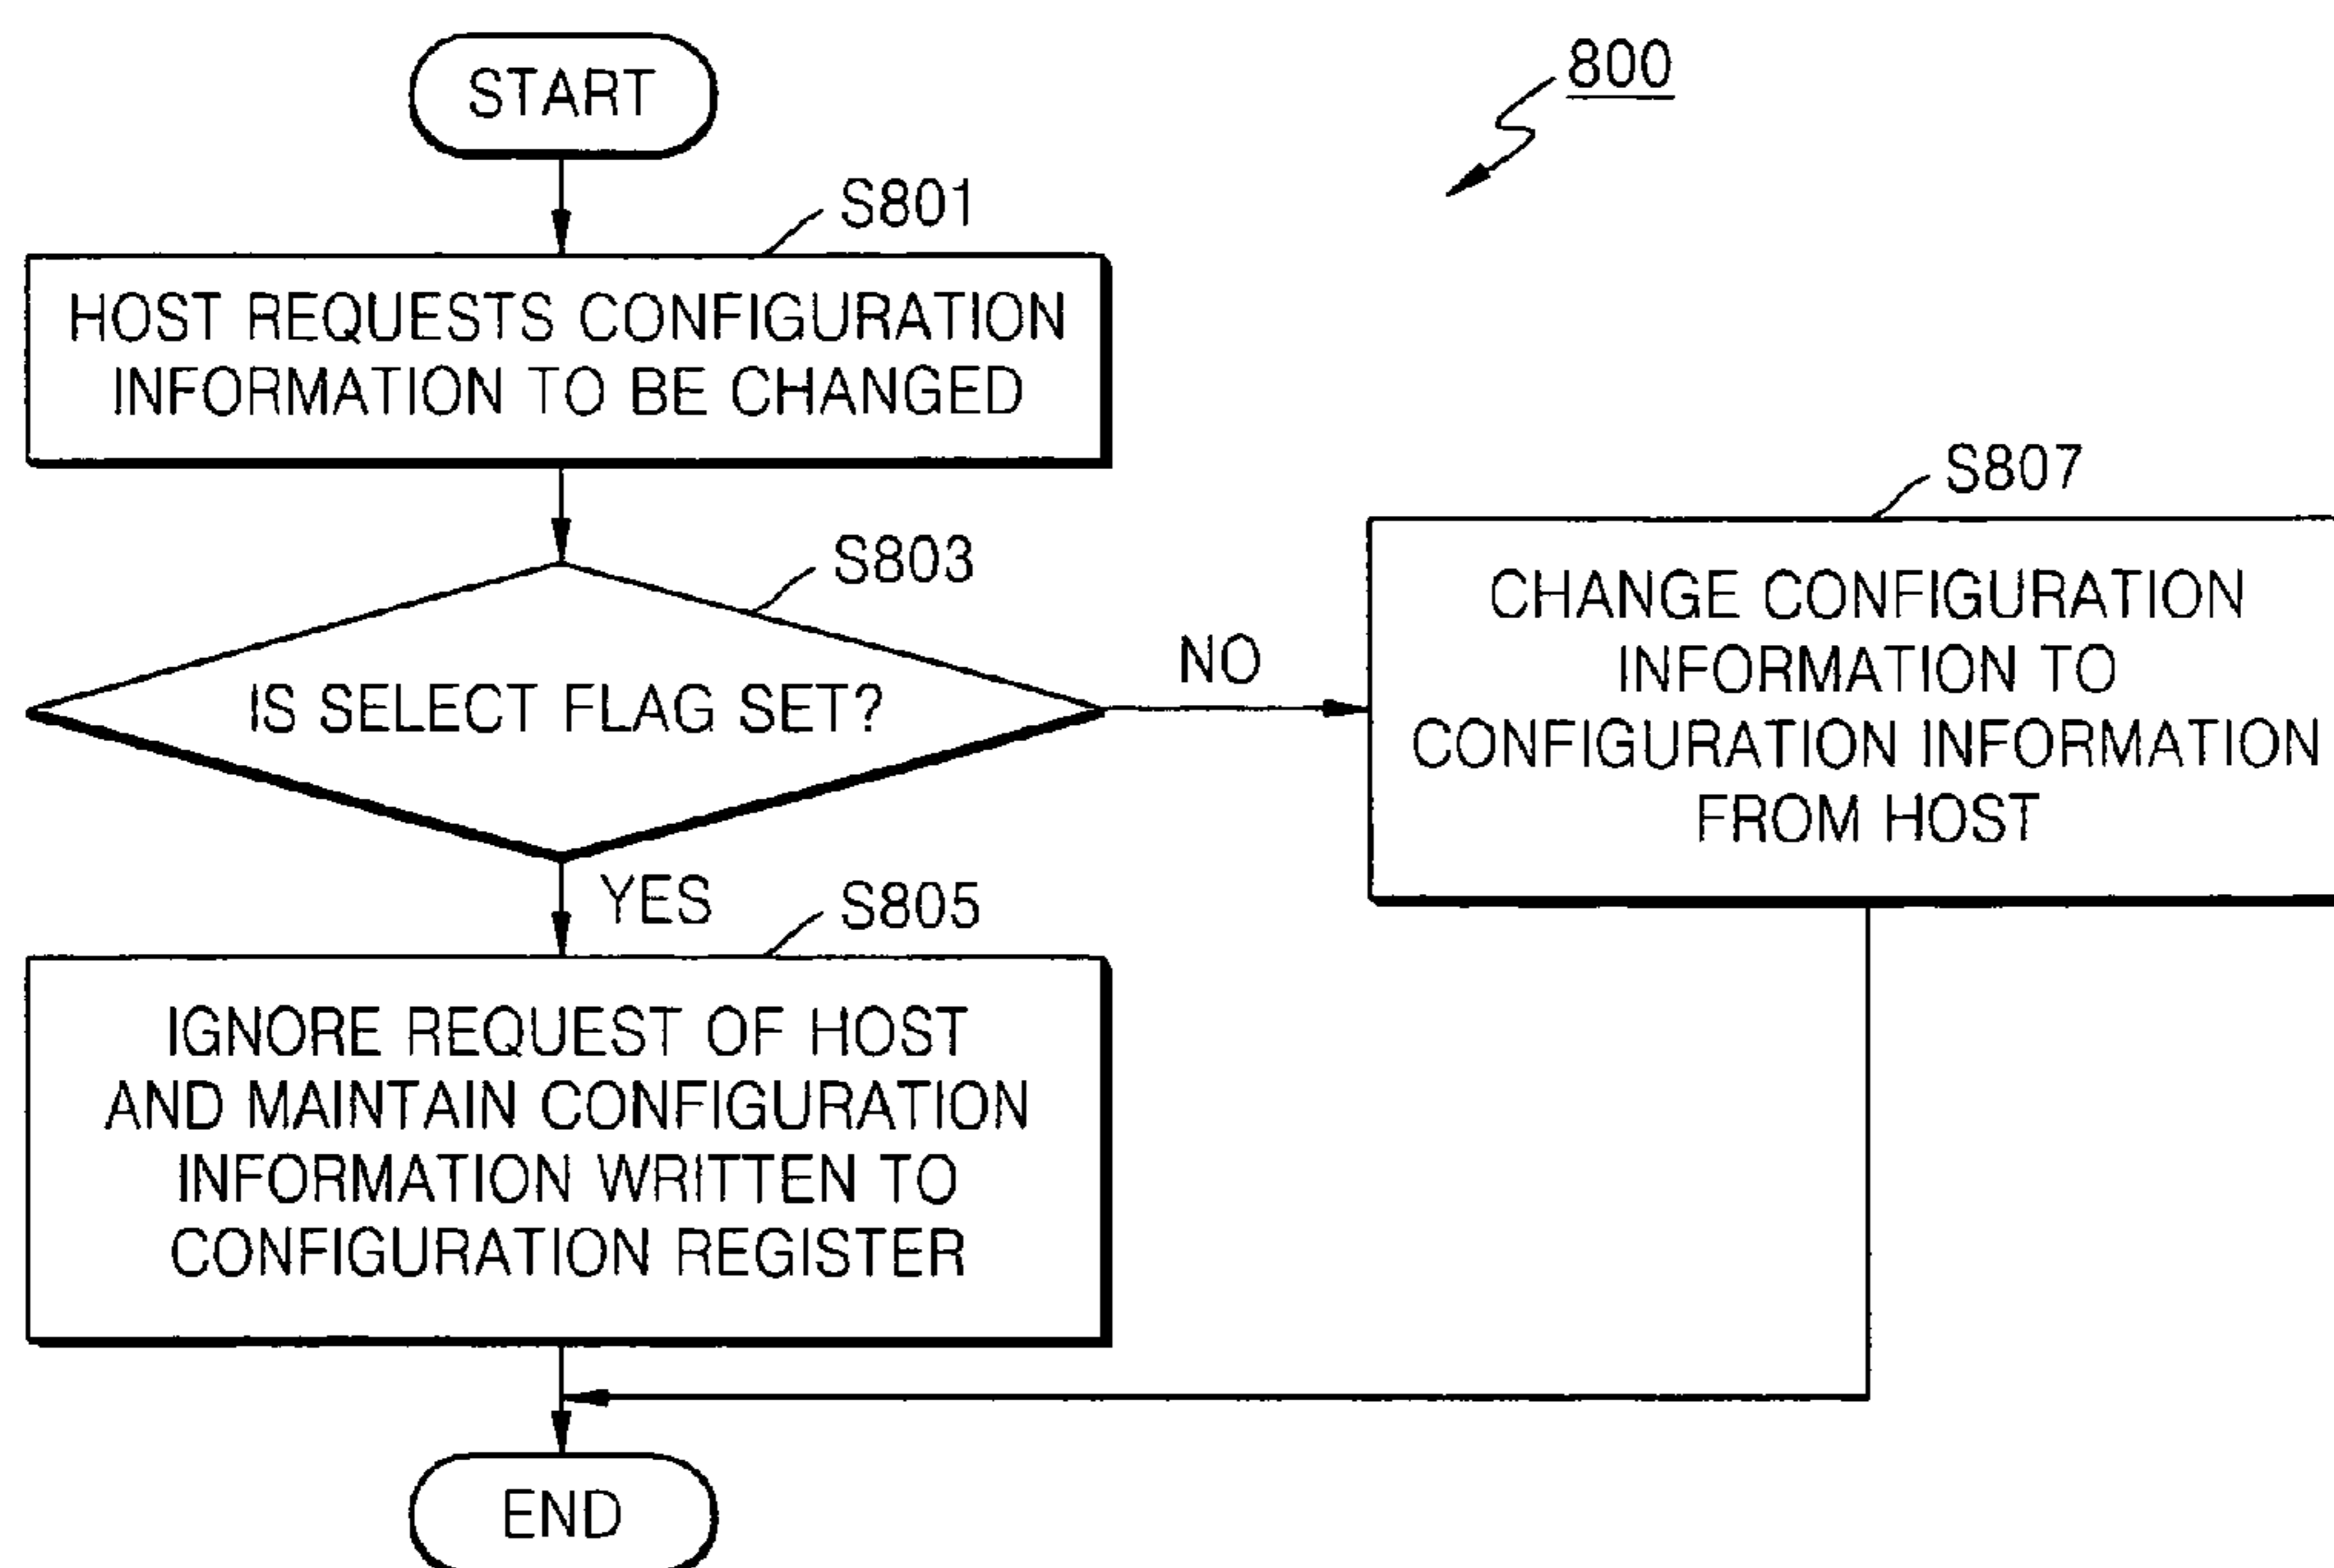 START
800
S801
HOST REQUESTS CONFIGURATION
INFORMATION TO BE CHANGED
S803
IS SELECT FLAG SET?
NO
S807
CHANGE CONFIGURATION
INFORMATION TO
CONFIGURATION INFORMATION
FROM HOST
YES
S805
IGNORE REQUEST OF HOST
AND MAINTAIN CONFIGURATION
INFORMATION WRITTEN TO
CONFIGURATION REGISTER
END